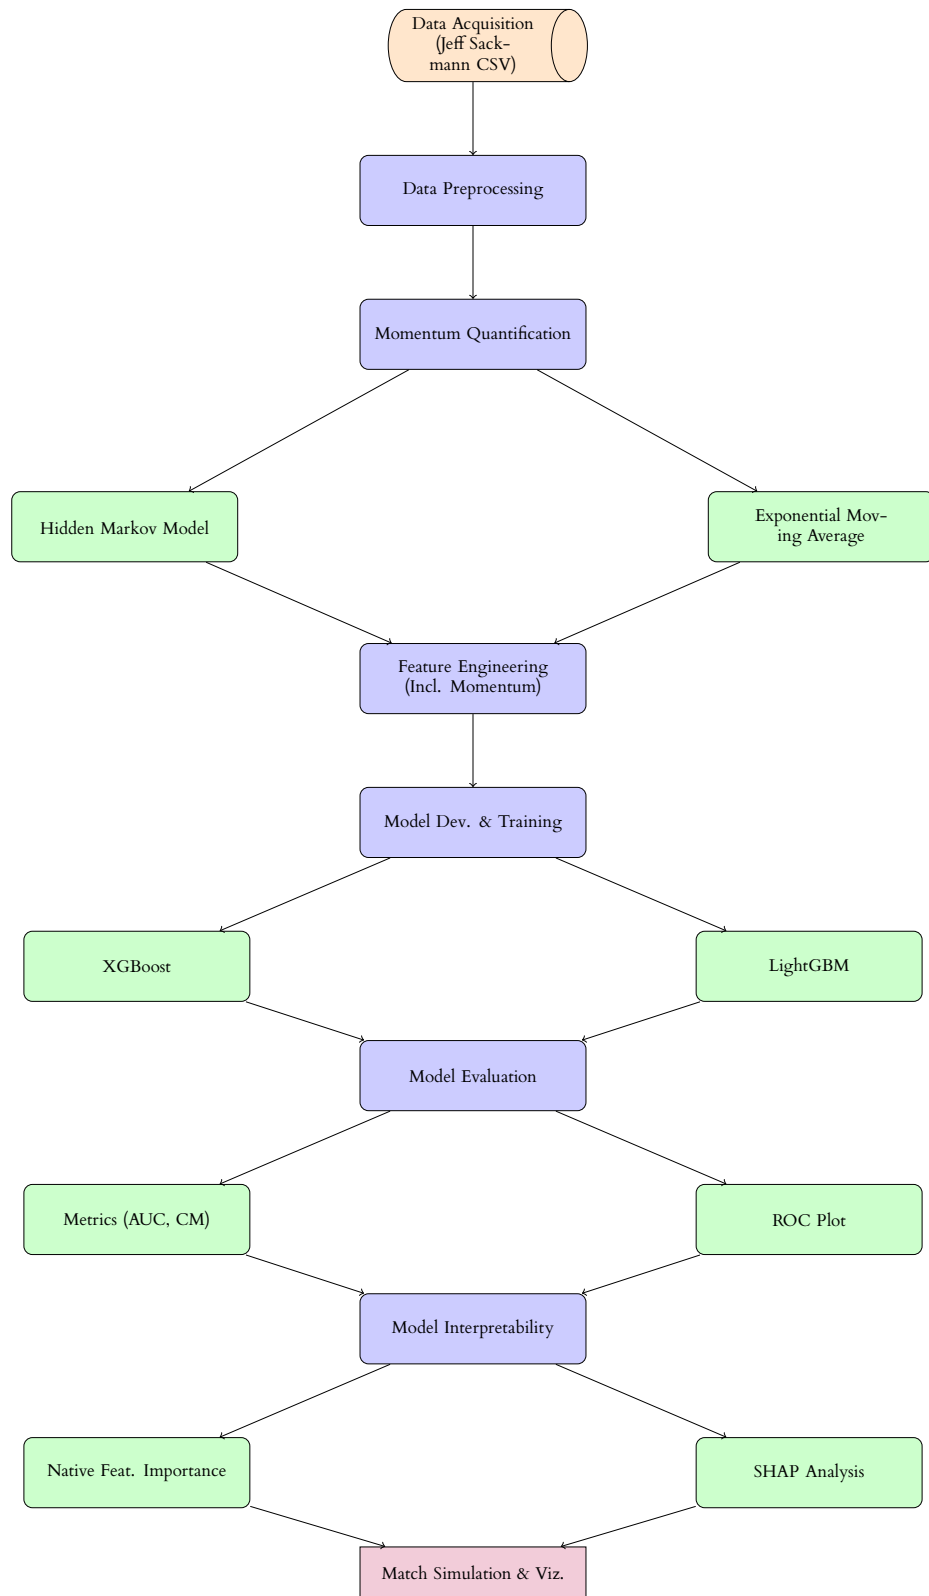 Data Acquisition
(Jeff Sack-
mann CSV)
Data Preprocessing
Momentum Quantification
Hidden Markov Model
Exponential Mov-
ing Average
Feature Engineering
(Incl. Momentum)
Model Dev. & Training
XGBoost
LightGBM
Model Evaluation
Metrics (AUC, CM)
ROC Plot
Model Interpretability
Native Feat. Importance
SHAP Analysis
Match Simulation & Viz.